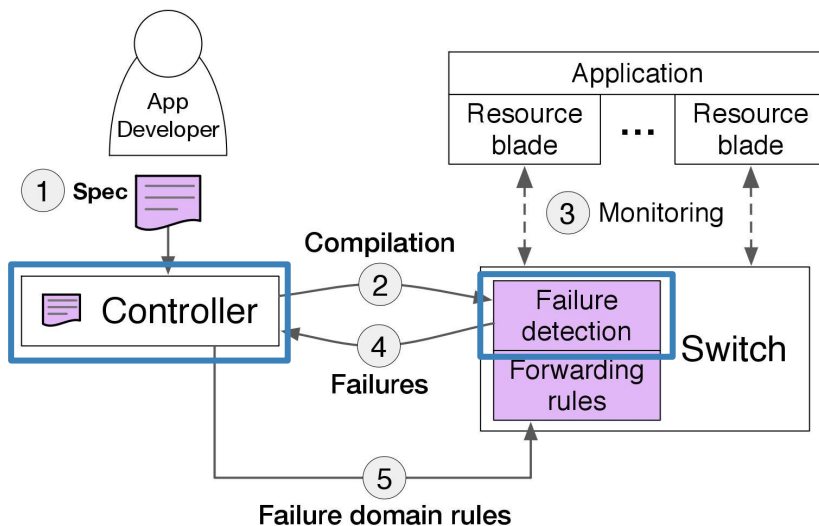 App
Developer
1 Spec
Application
Resource
blade
...
Resource
blade
3 Monitoring
Compilation
2
Controller
4
Failures
Failure
detection
Switch
Forwarding
rules
5
Failure domain rules